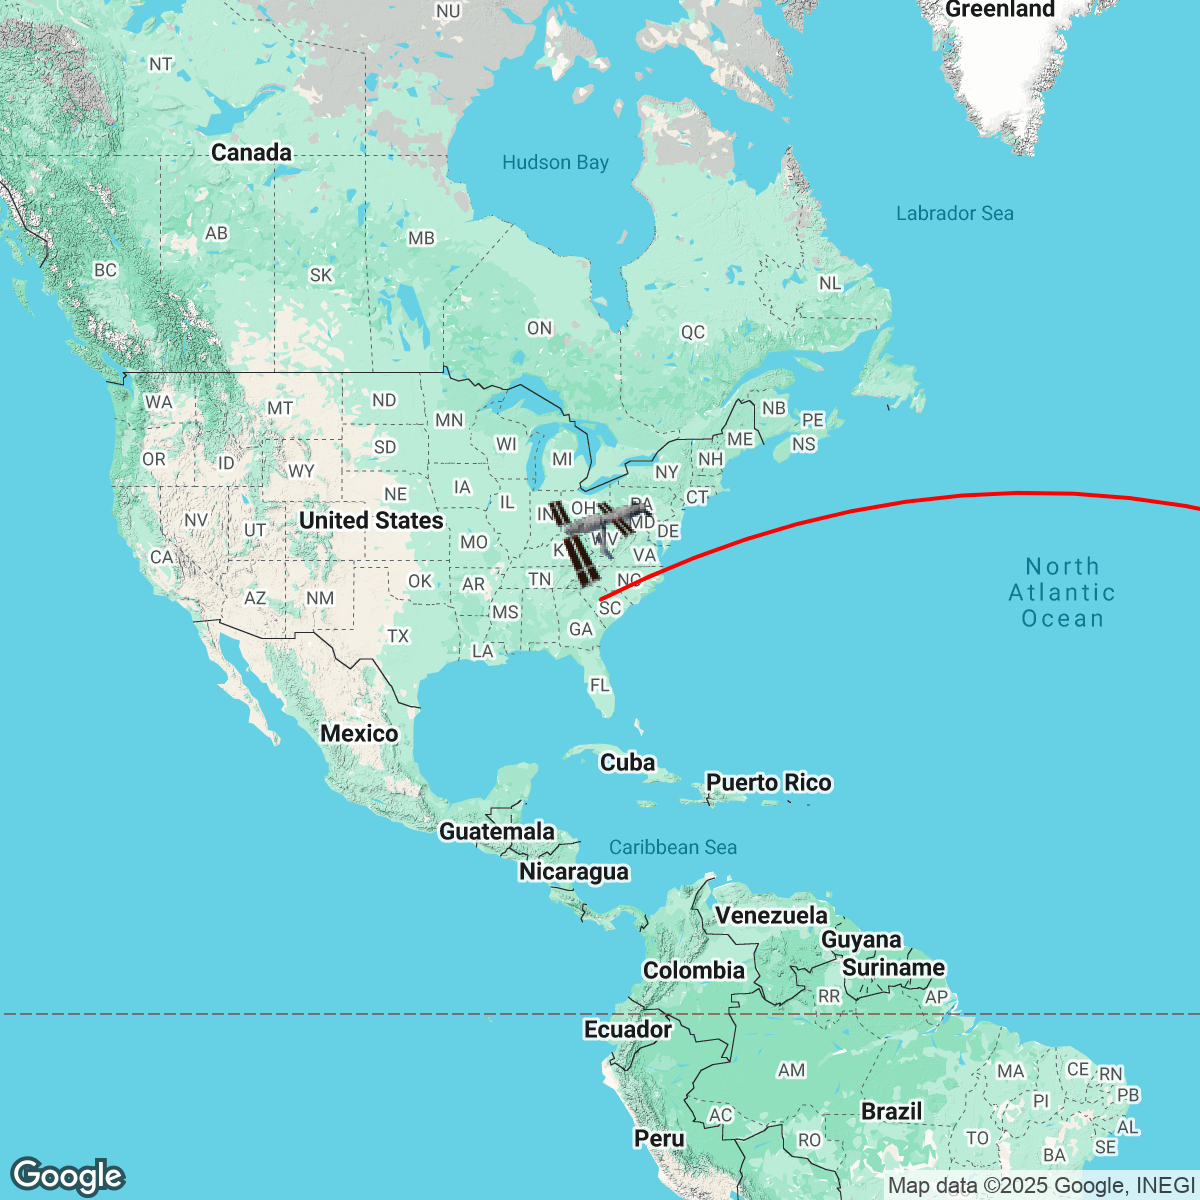 Greenland
NU
NT
Canada
Hudson Bay
Labrador Sea
AB
MB
BC
SK
NL
ON
QC
WA
MT
ND
MN
NB
PE
ME
NS
OR
ID
WY
SD
WI
MI
NY
NH
NE
IA
IL
IN
OH
PA
CT
NV
UT
United States
MD
DE
CA
MO
WV
VA
North
Atlantic
Ocean
AZ
NM
OK
AR
TN
NC
MS
SC
TX
GA
LA
FL
Mexico
Cuba
Puerto Rico
Guatemala
Caribbean Sea
Nicaragua
Venezuela
Guyana
Colombia
Suriname
RR
AP
Ecuador
AM
MA
CE
RN
PI
PB
AC
Brazil
AL
Peru
RO
TO
BA
SE
Google
Map data ©2025 Google, INEGI